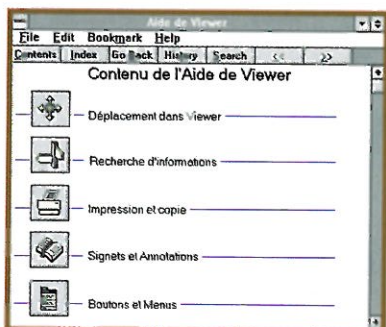 Aide de Viewer
File Edit Bookmark Help
Contents Index Go Back History Search << >>
Contenu de l'Aide de Viewer
Déplacement dans Viewer
Recherche d'informations
Impression et copie
Signets et Annotations
Boutons et Menus